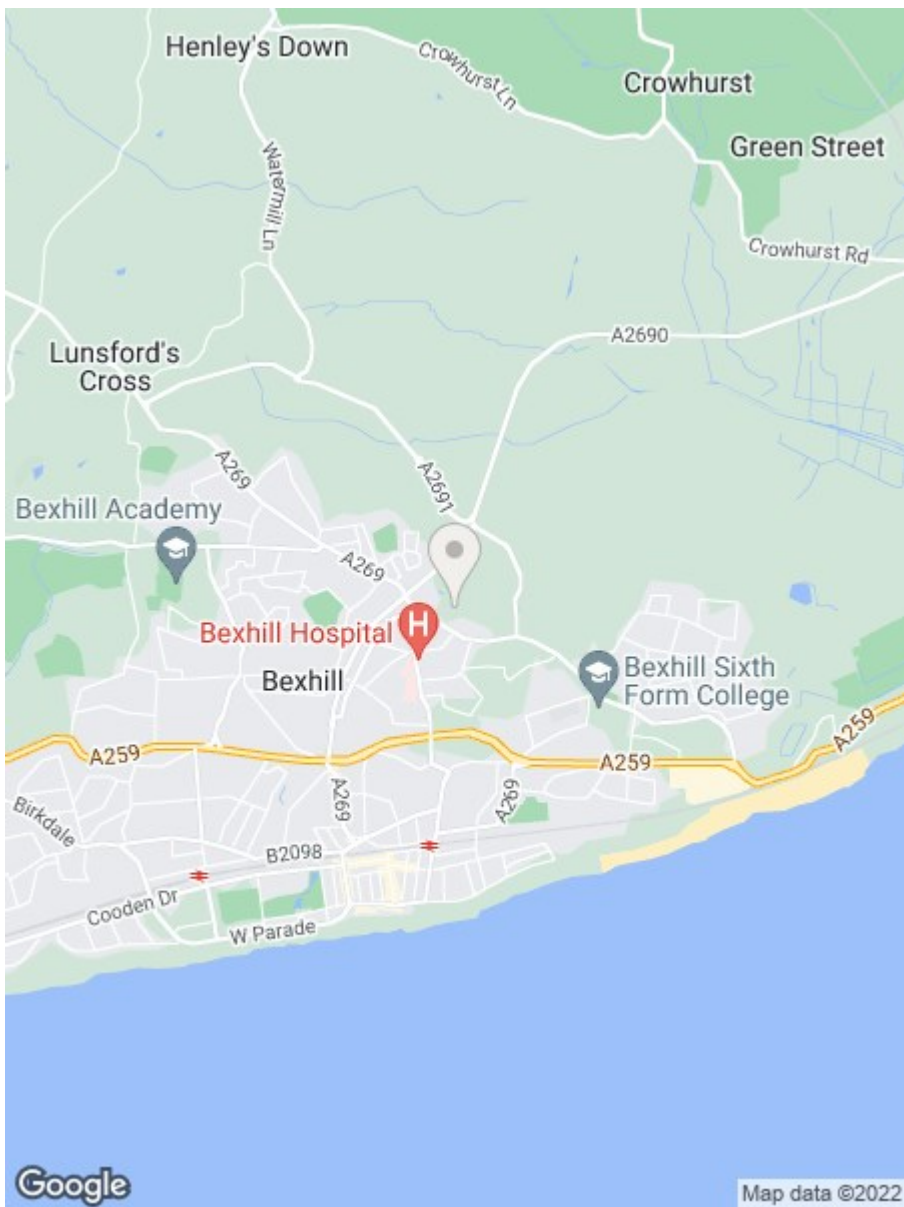 Henley's Down
Crowhurst Ln
Crowhurst
Green Street
Watermill Ln
Crowhurst Rd
A2690
Lunsford's
Cross
A269
A2691
Bexhill Academy
A269
H
Bexhill Hospital
Bexhill
Bexhill Sixth
Form College
A259
A259
A259
Birkdale
A269
A269
B2098
Cooden Dr
W Parade
Google
Map data ©2022